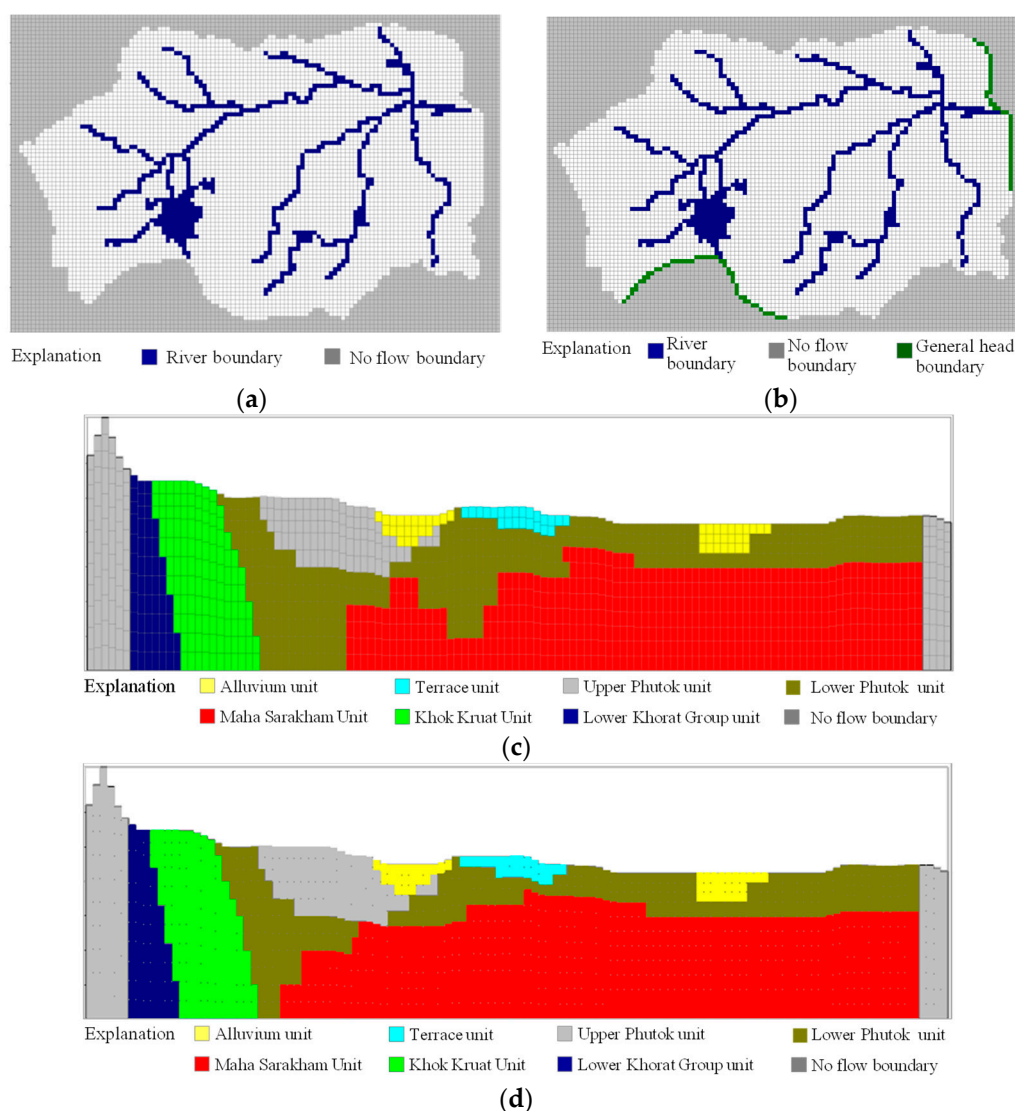 Explanation River boundary No flow boundary
(a)
Explanation River boundary No flow boundary General head boundary
(b)
(c)
Explanation Alluvium unit Terrace unit Upper Phutok unit Lower Phutok unit
Maha Sarakham Unit Khok Kruat Unit Lower Khorat Group unit No flow boundary
(d)
Explanation Alluvium unit Terrace unit Upper Phutok unit Lower Phutok unit
Maha Sarakham Unit Khok Kruat Unit Lower Khorat Group unit No flow boundary